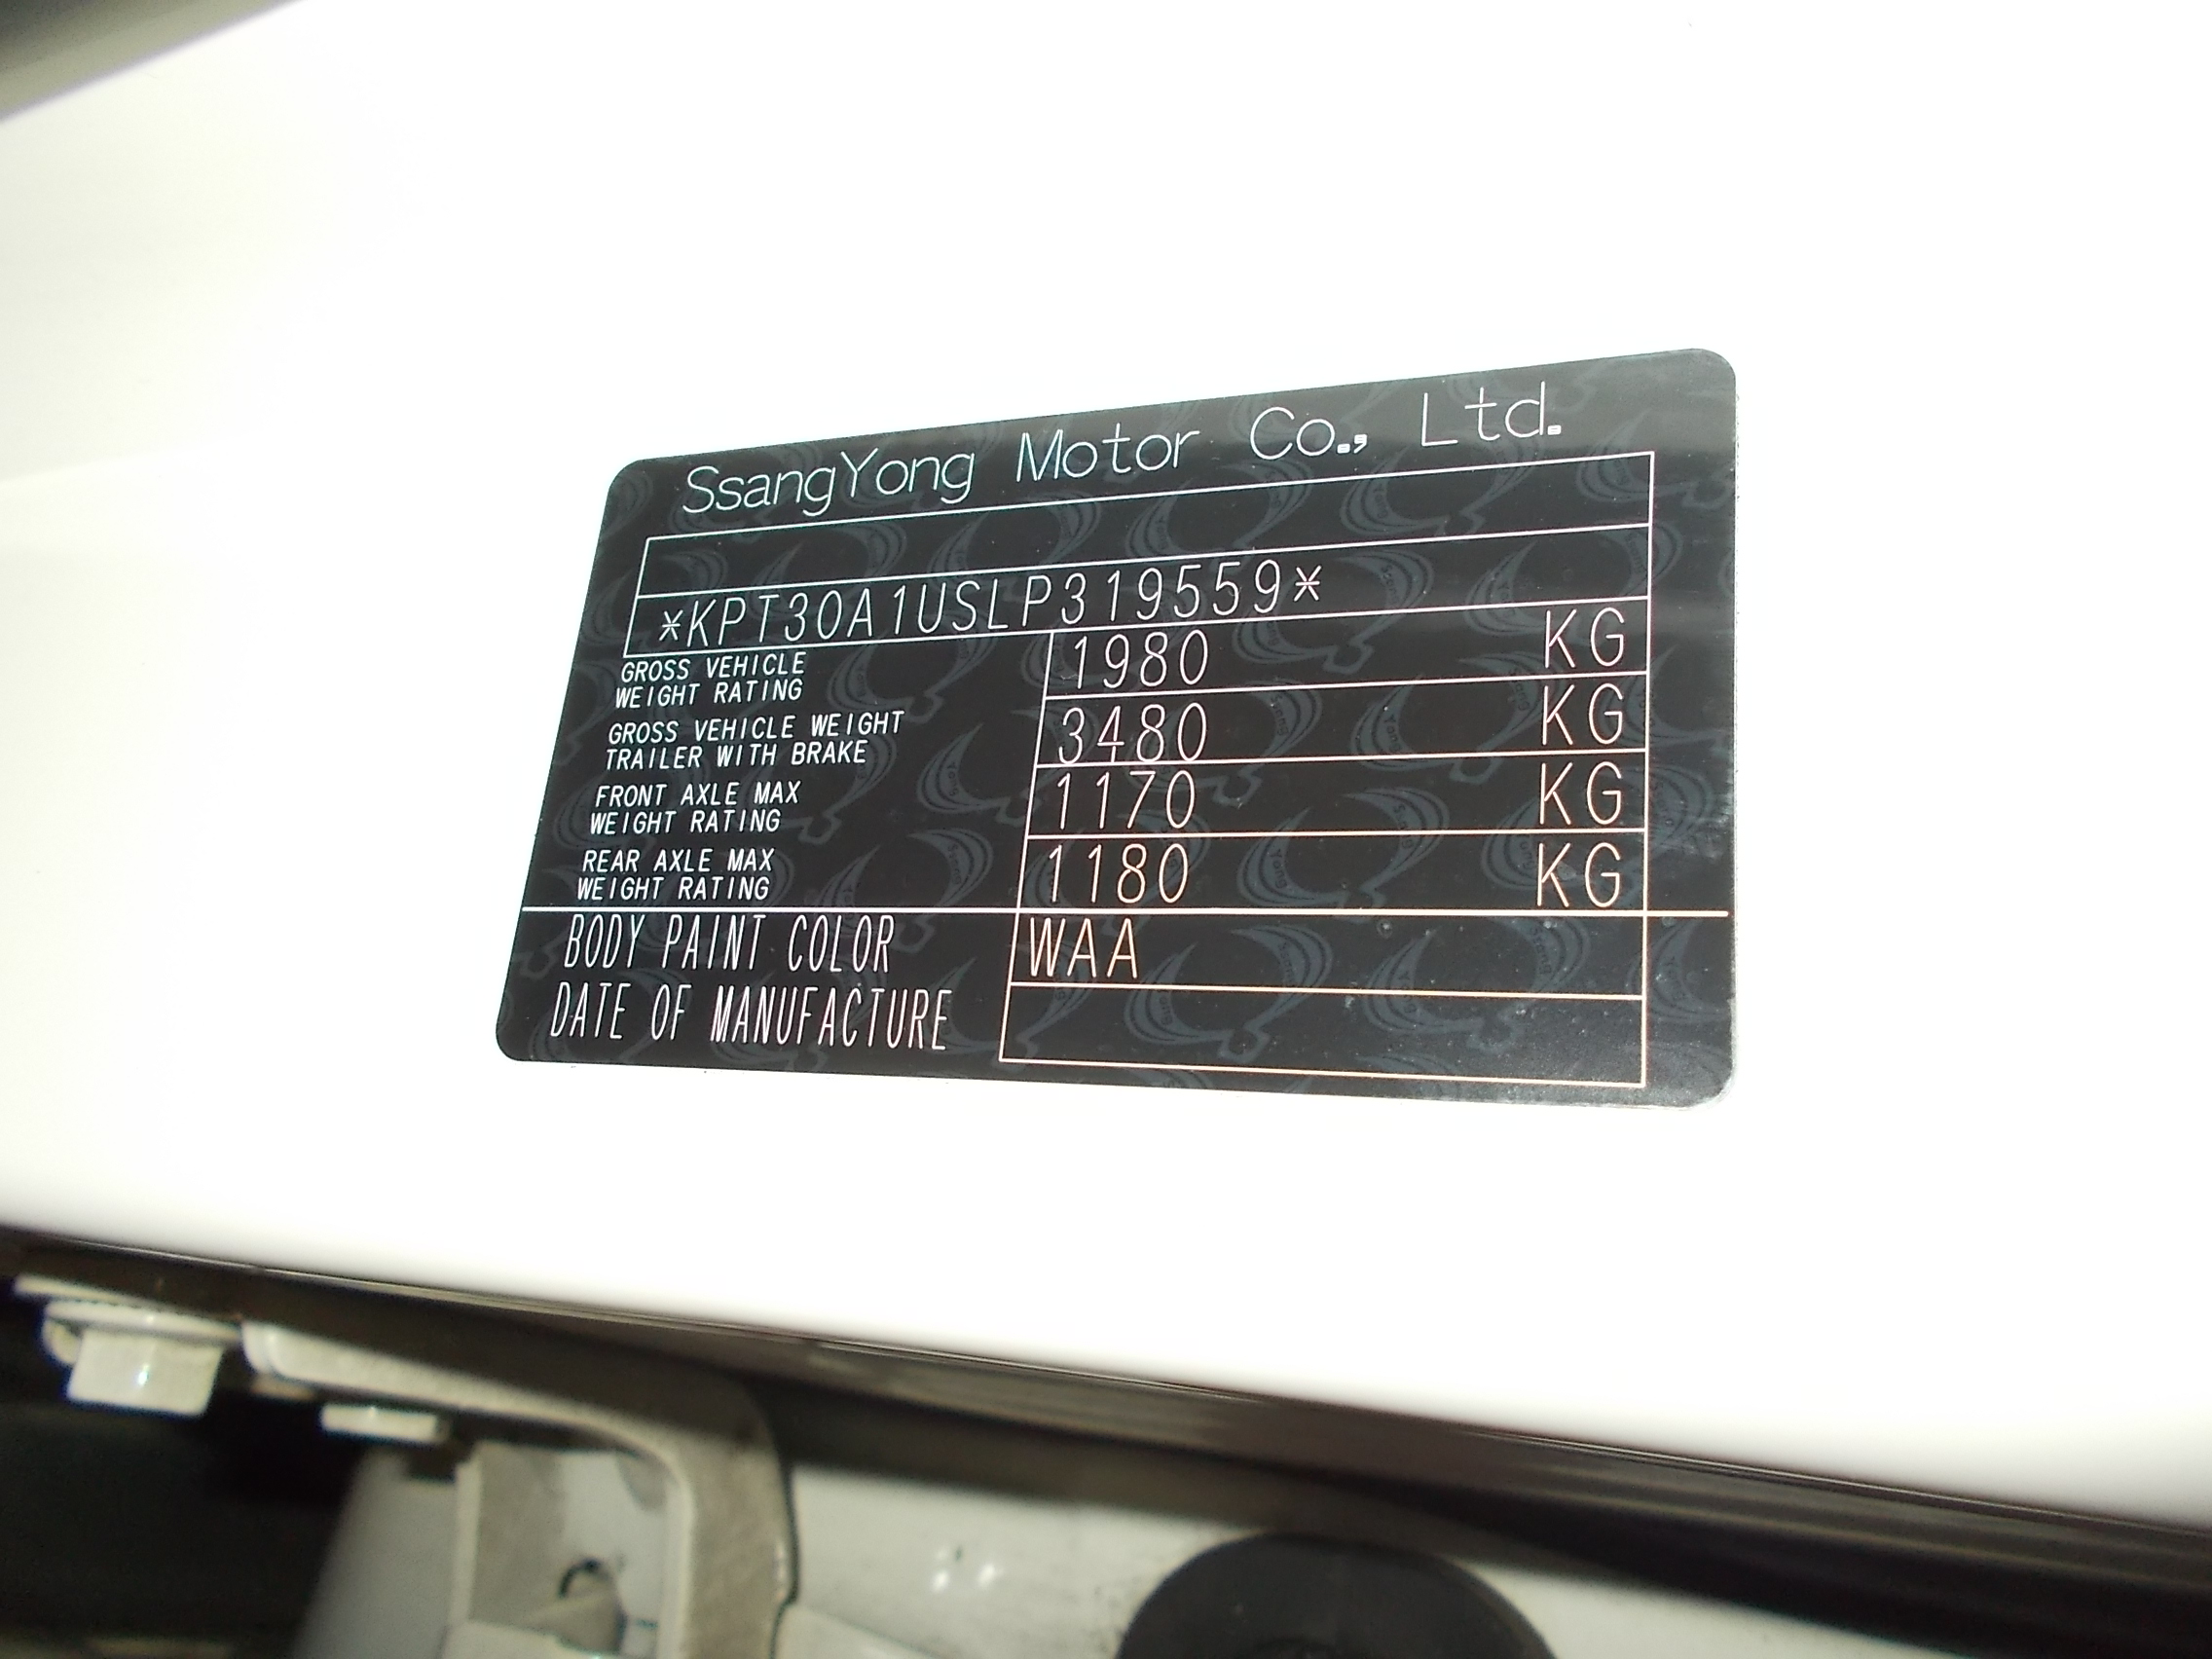 SsangYong Motor Co., Ltd.
*KPT30A1USLP319559*
GROSS VEHICLE
WEIGHT RATING
1980 KG
GROSS VEHICLE WEIGHT
TRAILER WITH BRAKE
3480 KG
FRONT AXLE MAX
WEIGHT RATING
1170 KG
REAR AXLE MAX
WEIGHT RATING
1180 KG
BODY PAINT COLOR WAA
DATE OF MANUFACTURE